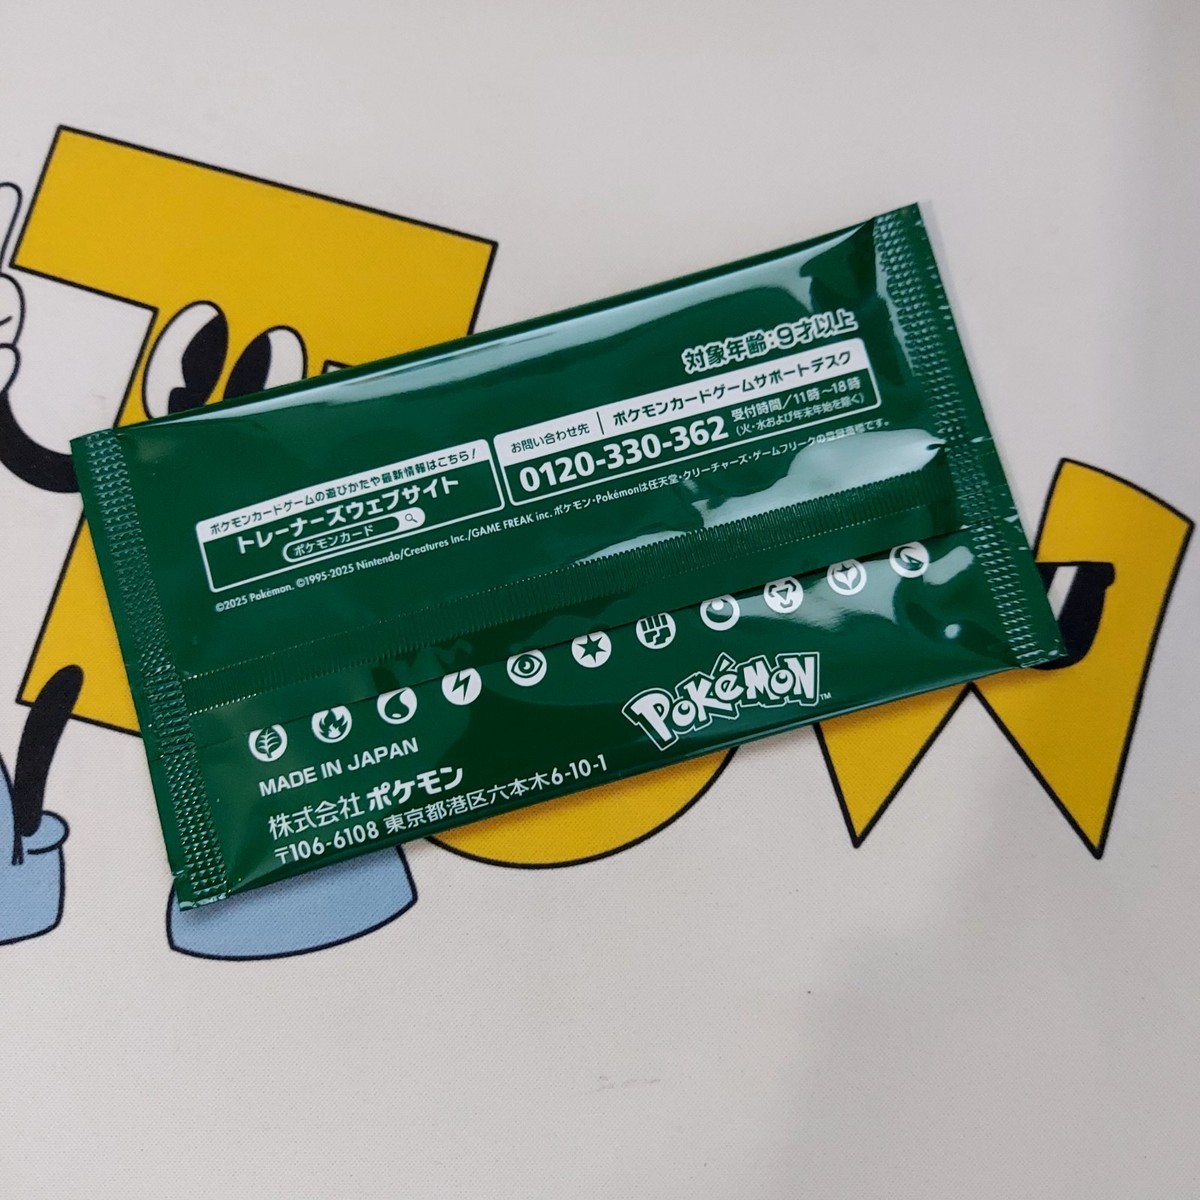 対象年齢:9才以上
ポケモンカードゲームの遊びかたや最新情報はこちら!
トレーナーズウェブサイト
ポケモンカード
お問い合わせ先 ポケモンカードゲームサポートデスク
0120-330-362 受付時間/11時~18時
(火・水および年末年始を除く)
©2025 Pokémon. ©1995-2025 Nintendo/Creatures Inc./GAME FREAK inc. ポケモン・Pokémonは任天堂・クリーチャーズ・ゲームフリークの登録商標です。
POKéMON™
MADE IN JAPAN
株式会社 ポケモン
〒106-6108 東京都港区六本木6-10-1